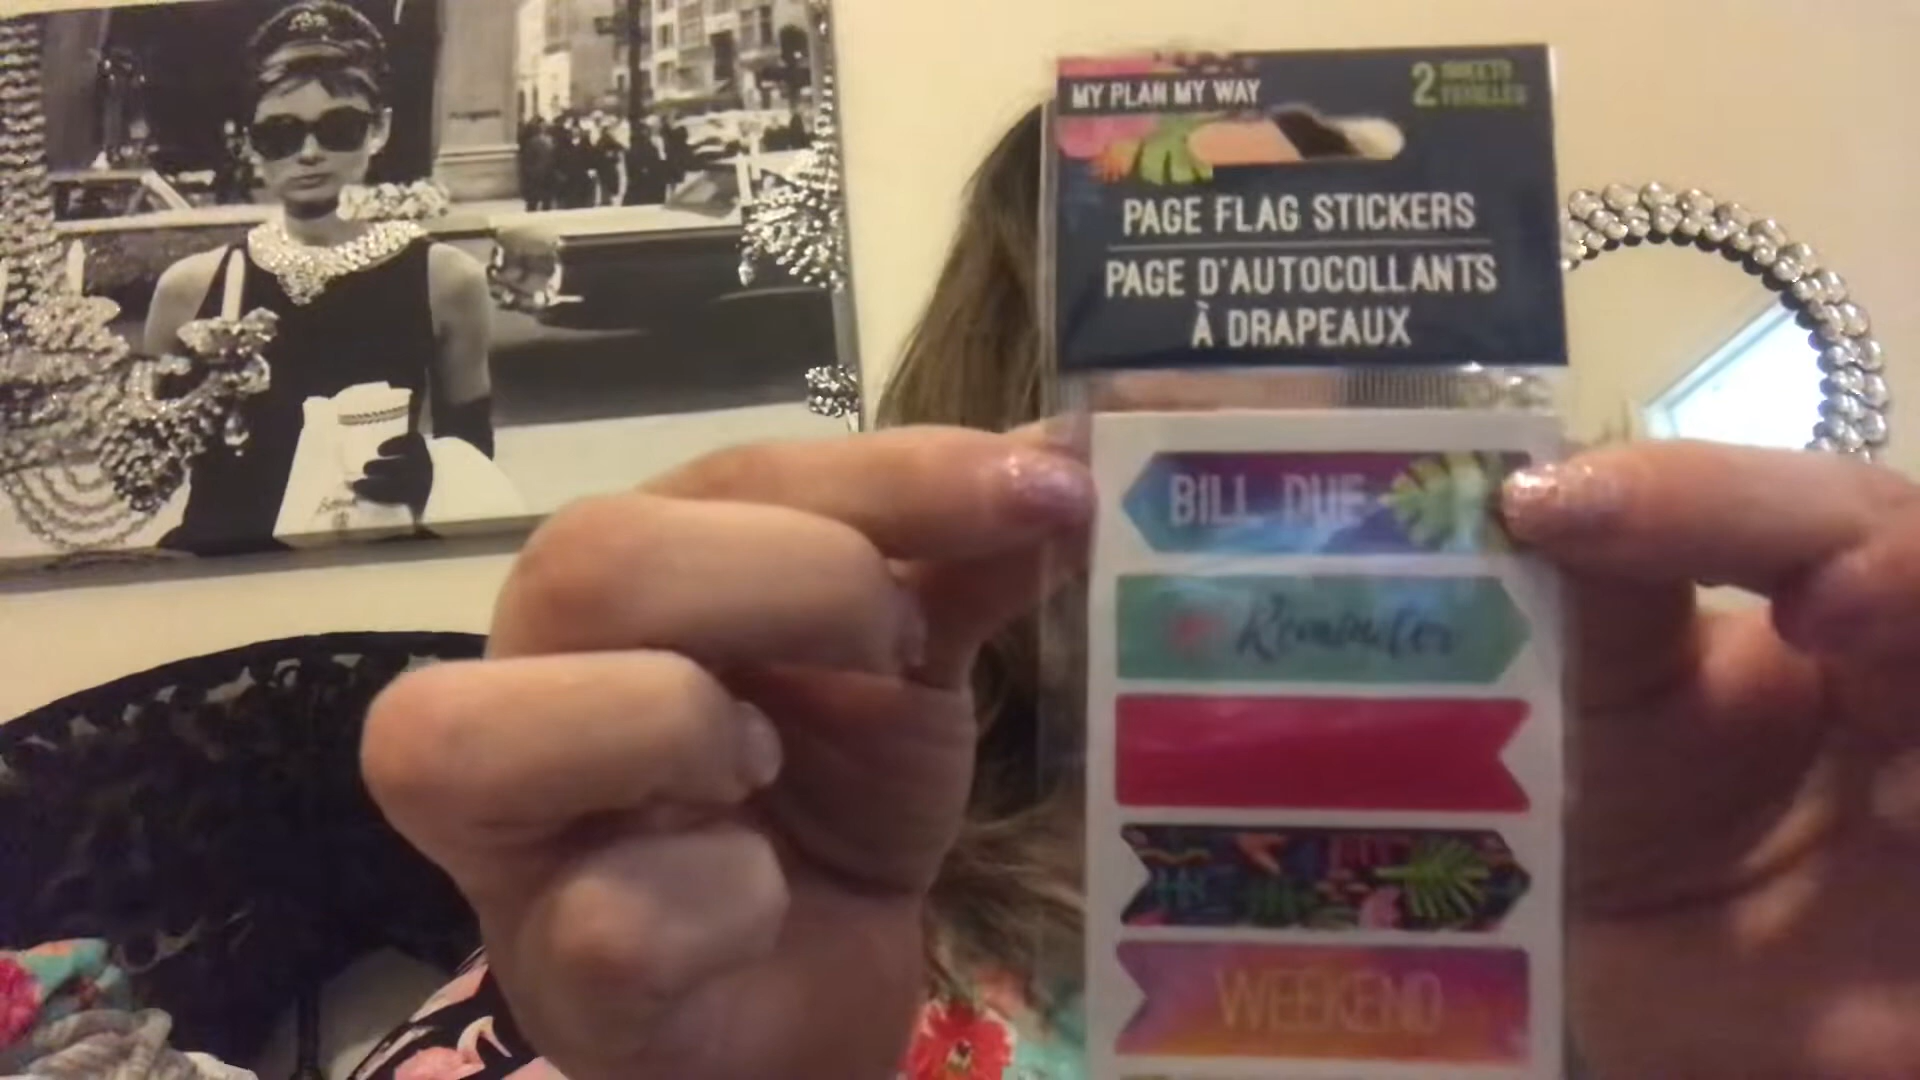 MY PLAN MY WAY
2 SHEETS
FEUILLES
PAGE FLAG STICKERS
PAGE D'AUTOCOLLANTS
À DRAPEAUX
BILL DUE
Reminder
WEEKEND